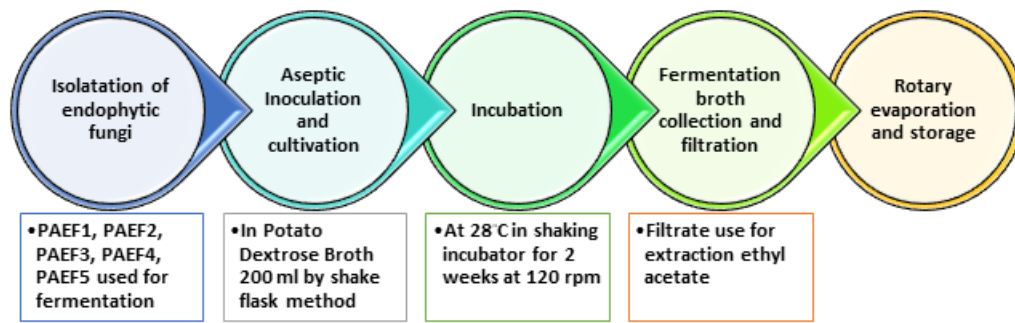 Isolatation of
endophytic
fungi
Aseptic
Inoculation
and
cultivation
Incubation
Fermentation
broth
collection and
filtration
Rotary
evaporation
and storage
•PAEF1, PAEF2,
PAEF3, PAEF4,
PAEF5 used for
fermentation
•In Potato
Dextrose Broth
200 ml by shake
flask method
•At 28°C in shaking
incubator for 2
weeks at 120 rpm
•Filtrate use for
extraction ethyl
acetate